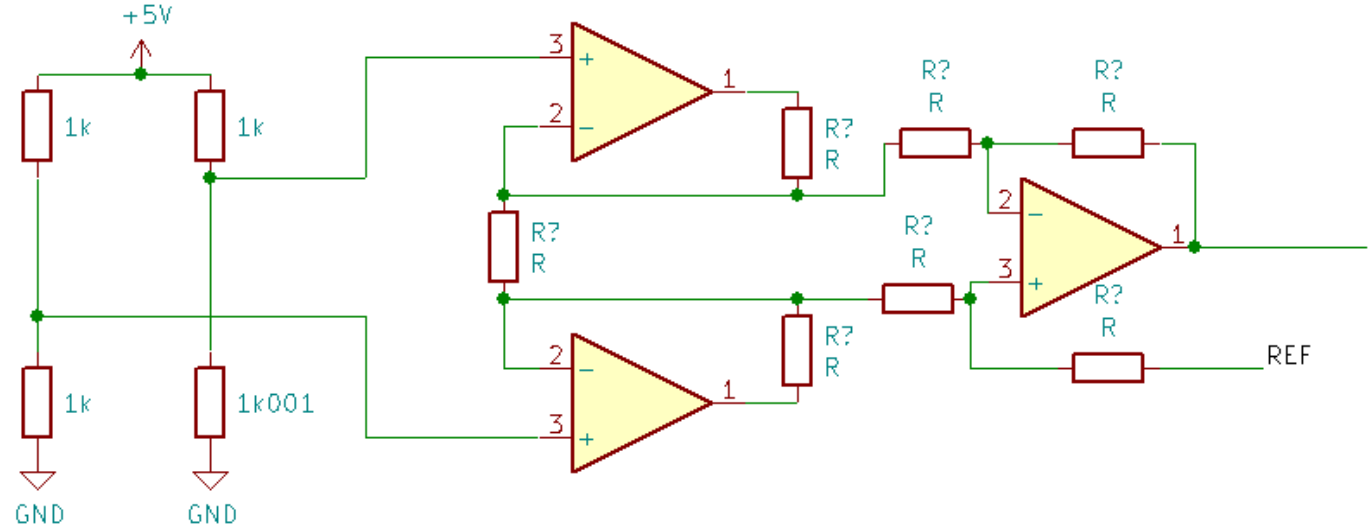 +5V
1k
1k
1k
1k001
GND
GND
3
+
2
-
1
R?
R
R?
R
2
-
3
+
1
R?
R
R?
R
R?
R
R?
R
2
-
3
+
1
R?
R
REF